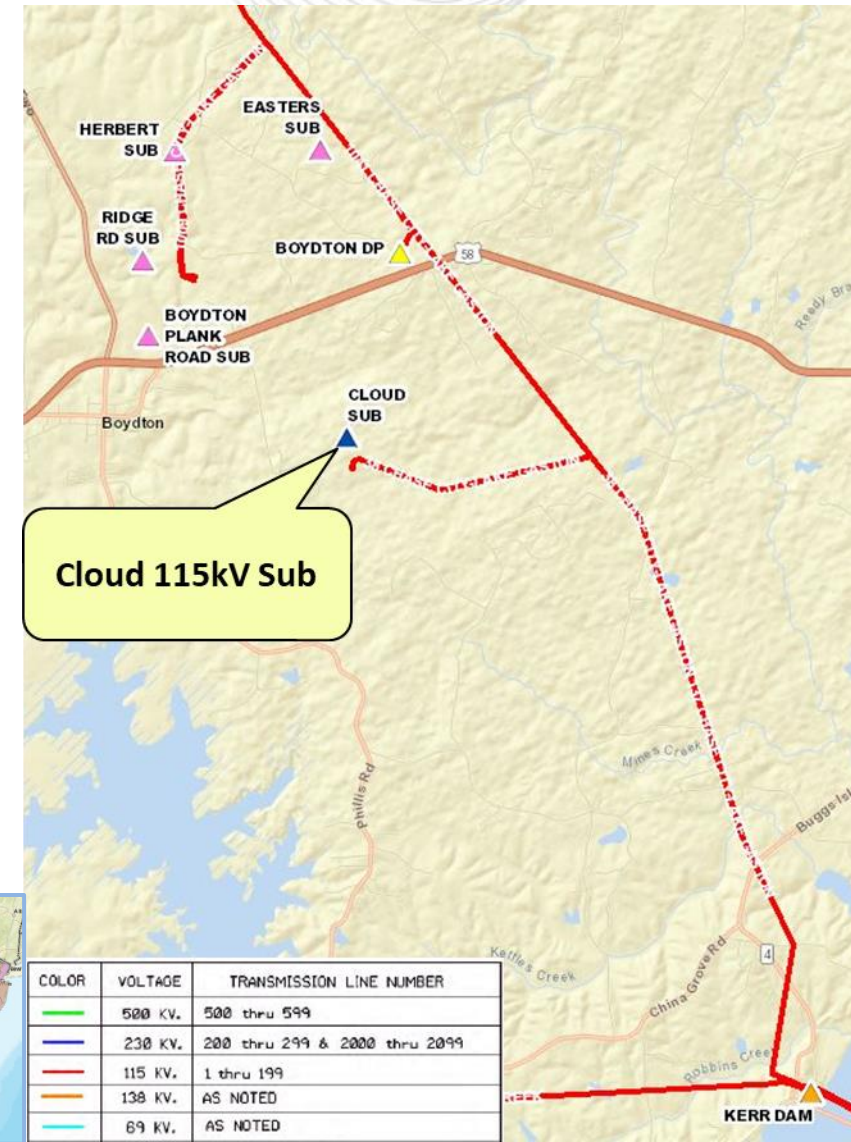 EASTERS
SUB
HERBERT
SUB
RIDGE
RD SUB
BOYDTON DP
58
BOYDTON
PLANK
ROAD SUB
Boydton
CLOUD
SUB
Cloud 115kV Sub
Mines Creek
Phillis Rd
Kettles Creek
China Grove Rd
4
Robbins Creek
KERR DAM
COLOR VOLTAGE TRANSMISSION LINE NUMBER
500 KV. 500 thru 599
230 KV. 200 thru 299 & 2000 thru 2099
115 KV. 1 thru 199
138 KV. AS NOTED
69 KV. AS NOTED